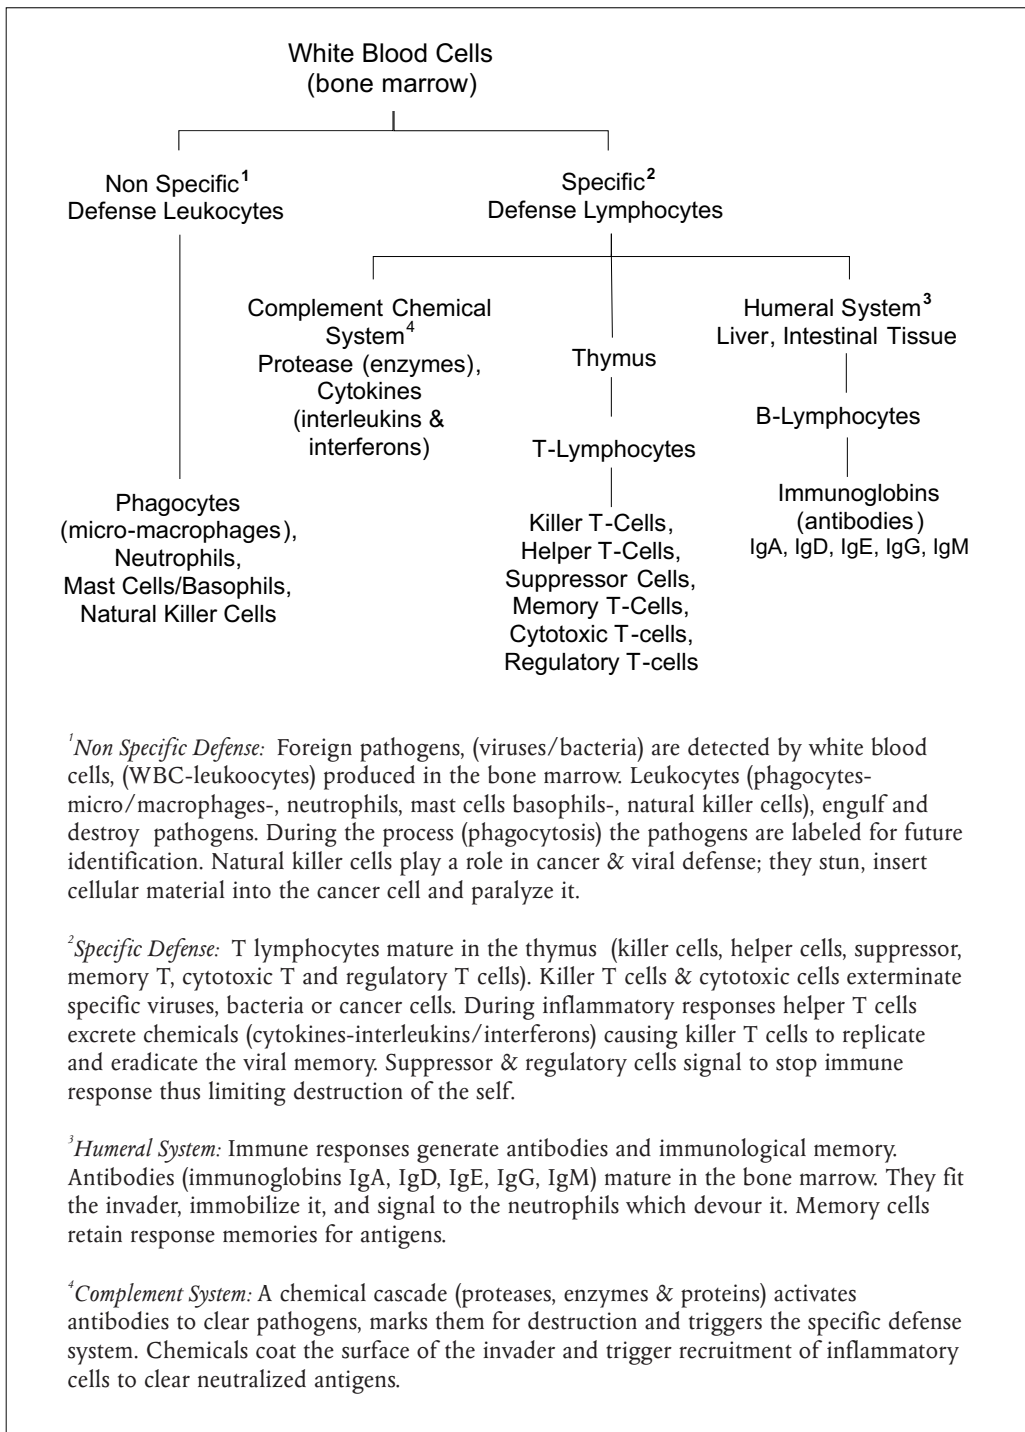 White Blood Cells
(bone marrow)
Non Specific1
Defense Leukocytes
Specific2
Defense Lymphocytes
Complement Chemical
System4
Protease (enzymes),
Cytokines
(interleukins &
interferons)
Thymus
T-Lymphocytes
Humeral System3
Liver, Intestinal Tissue
B-Lymphocytes
Phagocytes
(micro-macrophages),
Neutrophils,
Mast Cells/Basophils,
Natural Killer Cells
Killer T-Cells,
Helper T-Cells,
Suppressor Cells,
Memory T-Cells,
Cytotoxic T-cells,
Regulatory T-cells
Immunoglobins
(antibodies)
IgA, IgD, IgE, IgG, IgM
1Non Specific Defense: Foreign pathogens, (viruses/bacteria) are detected by white blood
cells, (WBC-leukoocytes) produced in the bone marrow. Leukocytes (phagocytes-
micro/macrophages-, neutrophils, mast cells basophils-, natural killer cells), engulf and
destroy pathogens. During the process (phagocytosis) the pathogens are labeled for future
identification. Natural killer cells play a role in cancer & viral defense; they stun, insert
cellular material into the cancer cell and paralyze it.
2Specific Defense: T lymphocytes mature in the thymus (killer cells, helper cells, suppressor,
memory T, cytotoxic T and regulatory T cells). Killer T cells & cytotoxic cells exterminate
specific viruses, bacteria or cancer cells. During inflammatory responses helper T cells
excrete chemicals (cytokines-interleukins/interferons) causing killer T cells to replicate
and eradicate the viral memory. Suppressor & regulatory cells signal to stop immune
response thus limiting destruction of the self.
3Humeral System: Immune responses generate antibodies and immunological memory.
Antibodies (immunoglobins IgA, IgD, IgE, IgG, IgM) mature in the bone marrow. They fit
the invader, immobilize it, and signal to the neutrophils which devour it. Memory cells
retain response memories for antigens.
4Complement System: A chemical cascade (proteases, enzymes & proteins) activates
antibodies to clear pathogens, marks them for destruction and triggers the specific defense
system. Chemicals coat the surface of the invader and trigger recruitment of inflammatory
cells to clear neutralized antigens.